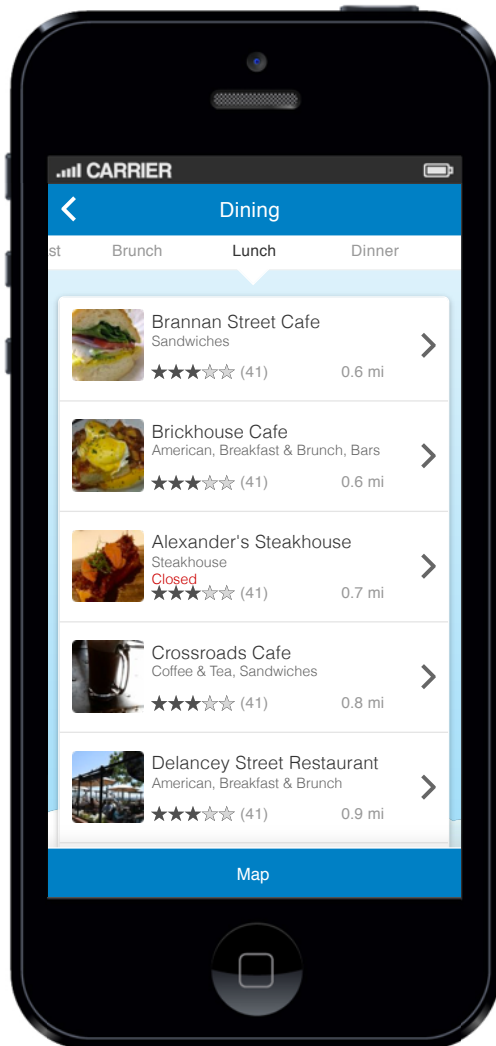 CARRIER
Dining
st Brunch Lunch Dinner
Brannan Street Cafe
Sandwiches
(41) 0.6 mi
Brickhouse Cafe
American, Breakfast & Brunch, Bars
(41) 0.6 mi
Alexander's Steakhouse
Steakhouse
Closed
(41) 0.7 mi
Crossroads Cafe
Coffee & Tea, Sandwiches
(41) 0.8 mi
Delancey Street Restaurant
American, Breakfast & Brunch
(41) 0.9 mi
Map